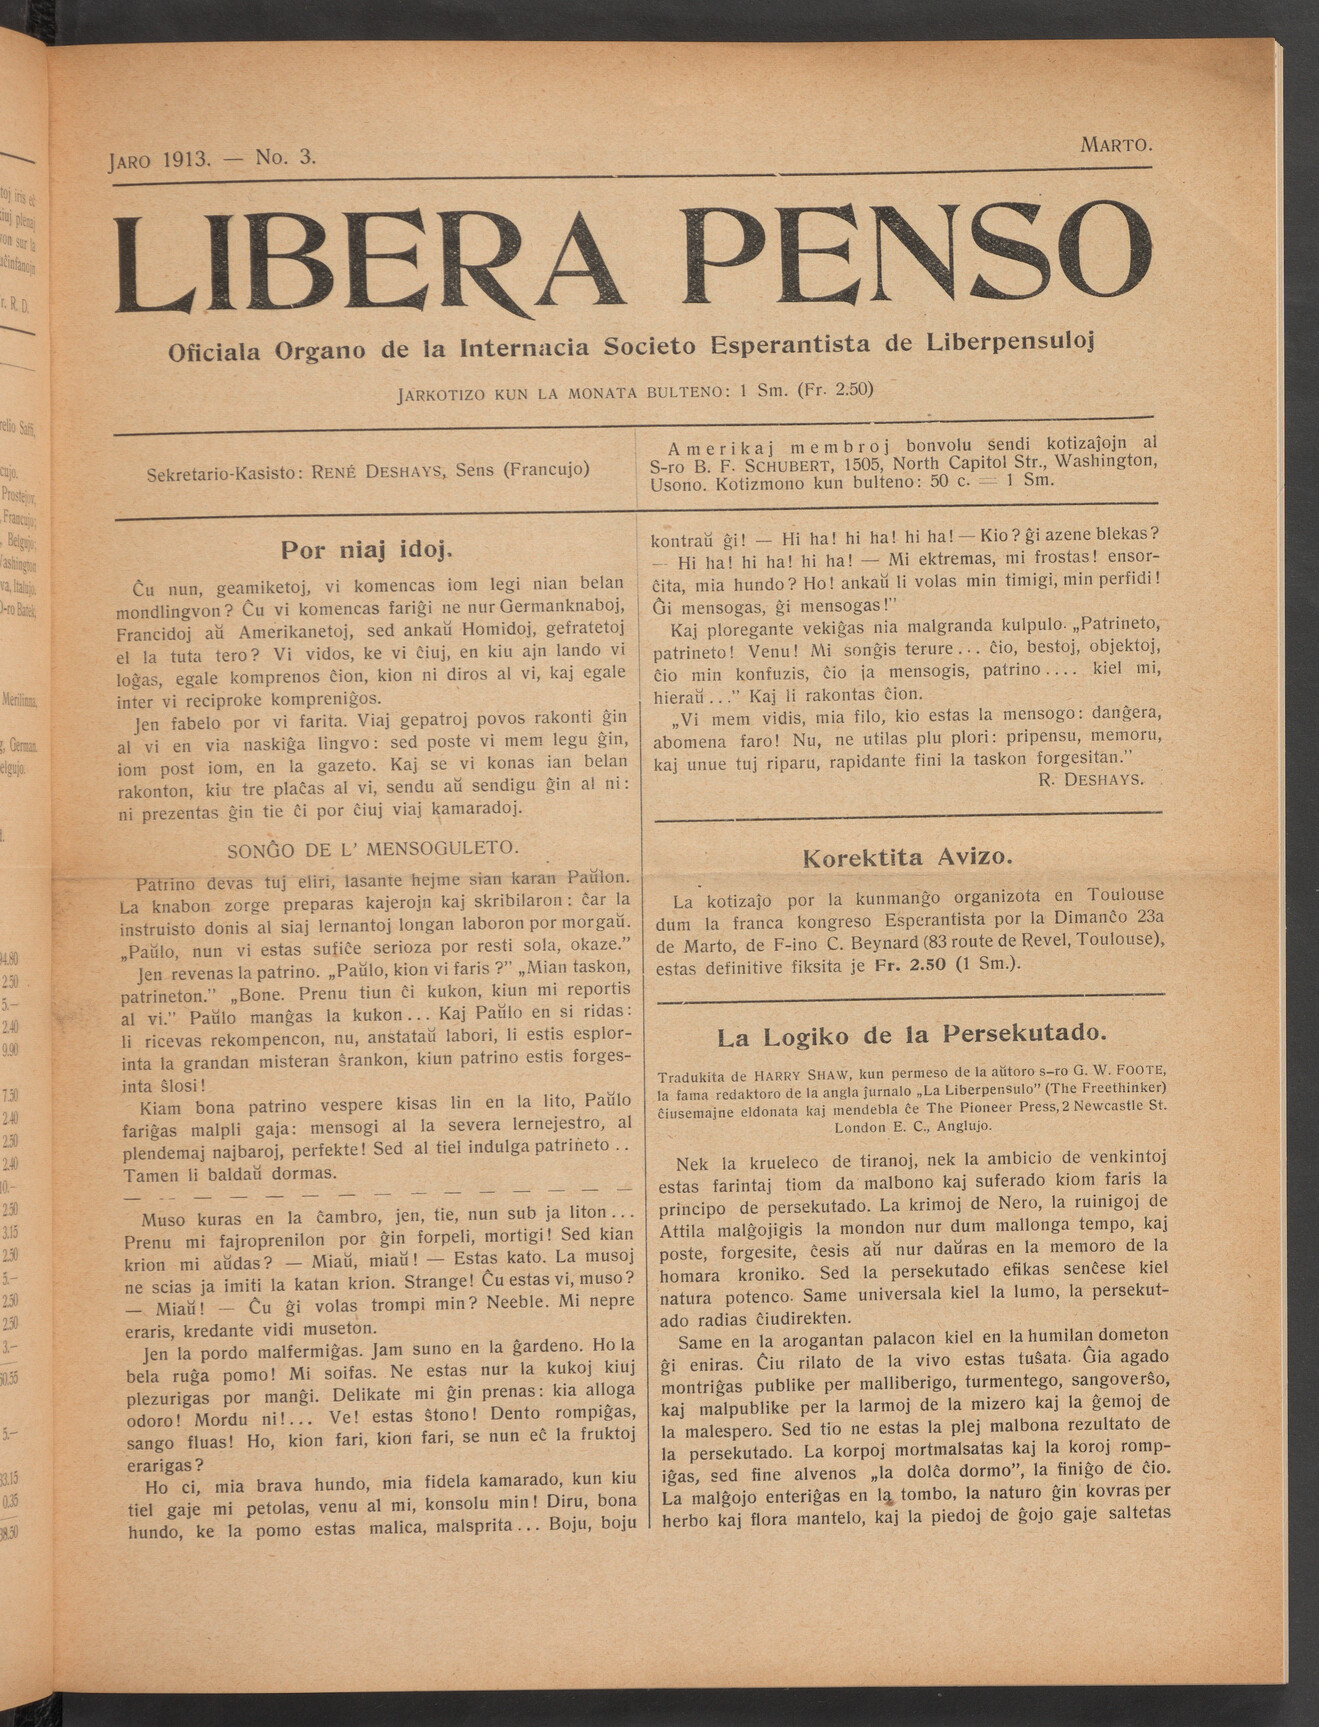 JARO 1913. — No. 3.
MARTO.
LIBERA PENSO
Oficiala Organo de la Internacia Societo Esperantista de Liberpensuloj
JARKOTIZO KUN LA MONATA BULTENO: 1 Sm. (Fr. 2.50)
Sekretario-Kasisto: RENÉ DESHAYS, Sens (Francujo)
Amerikaj membroj bonvolu sendi kotizaĵojn al
S-ro B. F. SCHUBERT, 1505, North Capitol Str., Washington,
Usono. Kotizmono kun bulteno: 50 c. = 1 Sm.
Por niaj idoj.
Ĉu nun, geamiketoj, vi komencas iom legi nian belan
mondlingvon? Ĉu vi komencas fariĝi ne nur Germanknaboj,
Francidoj aŭ Amerikanetoj, sed ankaŭ Homidoj, gefratetoj
el la tuta tero? Vi vidos, ke vi ĉiuj, en kiu ajn lando vi
loĝas, egale komprenos ĉion, kion ni diros al vi, kaj egale
inter vi reciproke kompreniĝos.
Jen fabelo por vi farita. Viaj gepatroj povos rakonti ĝin
al vi en via naskiĝa lingvo: sed poste vi mem legu ĝin,
iom post iom, en la gazeto. Kaj se vi konas ian belan
rakonton, kiu tre plaĉas al vi, sendu aŭ sendigu ĝin al ni:
ni prezentas ĝin tie ĉi por ĉiuj viaj kamaradoj.
SONĜO DE L' MENSOGULETO.
Patrino devas tuj eliri, lasante hejme sian karan Paŭlon.
La knabon zorge preparas kajerojn kaj skribilaron: ĉar la
instruisto donis al siaj lernantoj longan laboron por morgaŭ.
„Paŭlo, nun vi estas sufiĉe serioza por resti sola, okaze.”
Jen revenas la patrino. „Paŭlo, kion vi faris?” „Mian taskon,
patrineton.” „Bone. Prenu tiun ĉi kukon, kiun mi reportis
al vi.” Paŭlo manĝas la kukon... Kaj Paŭlo en si ridas:
li ricevas rekompencon, nu, anstataŭ labori, li estis esplor-
inta la grandan misteran ŝrankon, kiun patrino estis forges-
inta ŝlosi!
Kiam bona patrino vespere kisas lin en la lito, Paŭlo
fariĝas malpli gaja: mensogi al la severa lernejestro, al
plendemaj najbaroj, perfekte! Sed al tiel indulga patrineto ..
Tamen li baldaŭ dormas.
— — — — — — — — — — — — — — —
Muso kuras en la ĉambro, jen, tie, nun sub ja liton...
Prenu mi fajroprenilon por ĝin forpeli, mortigi! Sed kian
krion mi aŭdas? — Miaŭ, miaŭ! — Estas kato. La musoj
ne scias ja imiti la katan krion. Strange! Ĉu estas vi, muso?
— Miaŭ! — Ĉu ĝi volas trompi min? Neeble. Mi nepre
eraris, kredante vidi museton.
Jen la pordo malfermiĝas. Jam suno en la ĝardeno. Ho la
bela ruĝa pomo! Mi soifas. Ne estas nur la kukoj kiuj
plezurigas por manĝi. Delikate mi ĝin prenas: kia alloga
odoro! Mordu ni!... Ve! estas ŝtono! Dento rompiĝas,
sango fluas! Ho, kion fari, kion fari, se nun eĉ la fruktoj
erarigas?
Ho ci, mia brava hundo, mia fidela kamarado, kun kiu
tiel gaje mi petolas, venu al mi, konsolu min! Diru, bona
hundo, ke la pomo estas malica, malsprita... Boju, boju
kontraŭ ĝi! — Hi ha! hi ha! hi ha! — Kio? ĝi azene blekas?
— Hi ha! hi ha! hi ha! — Mi ektremas, mi frostas! ensor-
ĉita, mia hundo? Ho! ankaŭ li volas min timigi, min perfidi!
Ĝi mensogas, ĝi mensogas!”
Kaj ploregante vekiĝas nia malgranda kulpulo. „Patrineto,
patrineto! Venu! Mi sonĝis terure... ĉio, bestoj, objektoj,
ĉio min konfuzis, ĉio ja mensogis, patrino.... kiel mi,
hieraŭ...” Kaj li rakontas ĉion.
„Vi mem vidis, mia filo, kio estas la mensogo: danĝera,
abomena faro! Nu, ne utilas plu plori: pripensu, memoru,
kaj unue tuj riparu, rapidante fini la taskon forgesitan.”
R. DESHAYS.
Korektita Avizo.
La kotizaĵo por la kunmanĝo organizota en Toulouse
dum la franca kongreso Esperantista por la Dimanĉo 23a
de Marto, de F-ino C. Beynard (83 route de Revel, Toulouse),
estas definitive fiksita je Fr. 2.50 (1 Sm.).
La Logiko de la Persekutado.
Tradukita de HARRY SHAW, kun permeso de la aŭtoro s-ro G. W. FOOTE,
la fama redaktoro de la angla ĵurnalo „La Liberpensulo” (The Freethinker)
ĉiusemajne eldonata kaj mendebla ĉe The Pioneer Press, 2 Newcastle St.
London E. C., Anglujo.
Nek la krueleco de tiranoj, nek la ambicio de venkintoj
estas farintaj tiom da malbono kaj suferado kiom faris la
principo de persekutado. La krimoj de Nero, la ruinigoj de
Attila malĝojigis la mondon nur dum mallonga tempo, kaj
poste, forgesite, ĉesis aŭ nur daŭras en la memoro de la
homara kroniko. Sed la persekutado efikas senĉese kiel
natura potenco. Same universala kiel la lumo, la persekut-
ado radias ĉiudirekten.
Same en la arogantan palacon kiel en la humilan dometon
ĝi eniras. Ĉiu rilato de la vivo estas tuŝata. Ĝia agado
montriĝas publike per malliberigo, turmentego, sangoverŝo,
kaj malpublike per la larmoj de la mizero kaj la ĝemoj de
la malespero. Sed tio ne estas la plej malbona rezultato de
la persekutado. La korpoj mortmalsatas kaj la koroj romp-
iĝas, sed fine alvenos „la dolĉa dormo”, la finiĝo de ĉio.
La malĝojo enteriĝas en la tombo, la naturo ĝin kovras per
herbo kaj flora mantelo, kaj la piedoj de ĝojo gaje saltetas